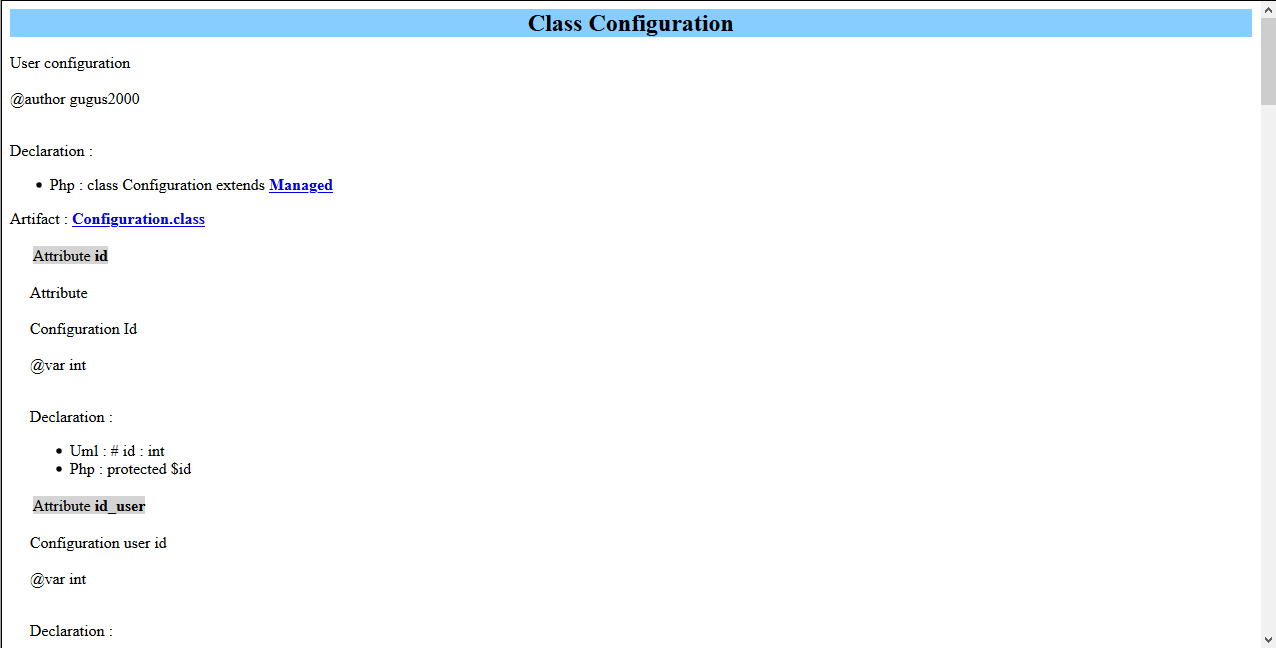 Class Configuration
User configuration
@author gugus2000
Declaration :
• Php : class Configuration extends Managed
Artifact : Configuration.class
Attribute id
Attribute
Configuration Id
@var int
Declaration :
• Uml : # id : int
• Php : protected $id
Attribute id_user
Configuration user id
@var int
Declaration :